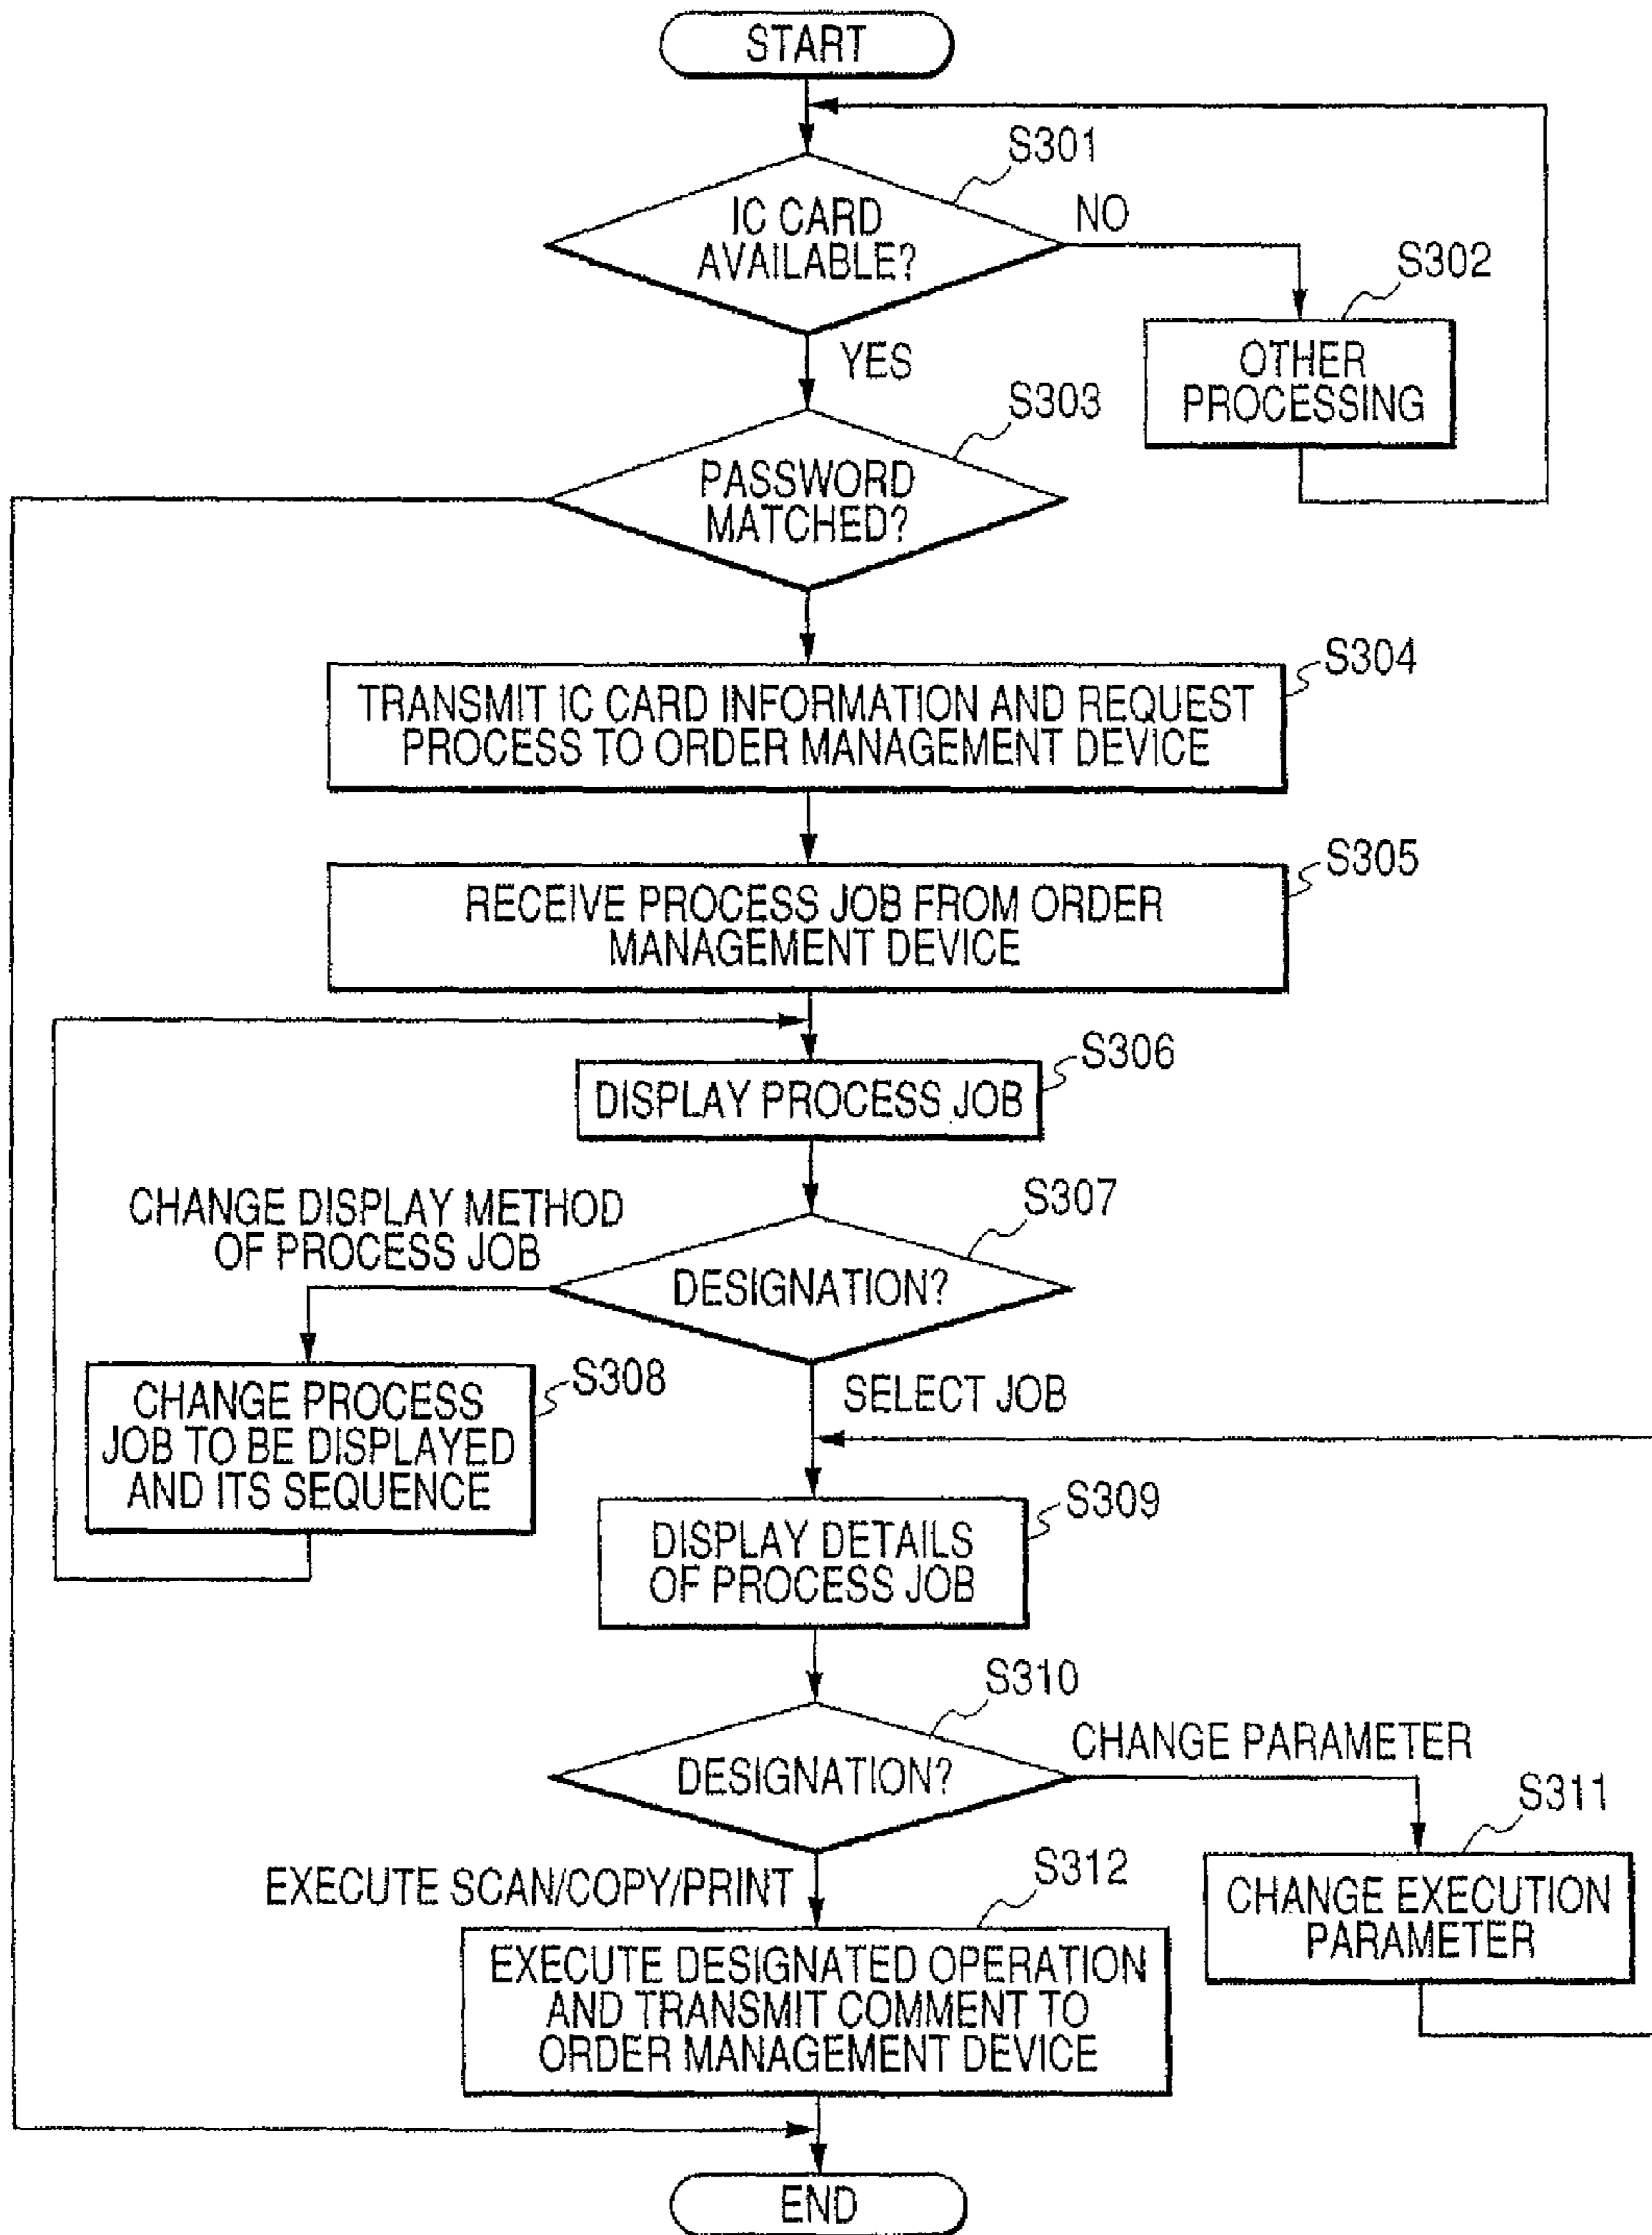 START
S301
IC CARD
AVAILABLE?
NO
S302
OTHER
PROCESSING
YES
S303
PASSWORD
MATCHED?
S304
TRANSMIT IC CARD INFORMATION AND REQUEST
PROCESS TO ORDER MANAGEMENT DEVICE
S305
RECEIVE PROCESS JOB FROM ORDER
MANAGEMENT DEVICE
S306
DISPLAY PROCESS JOB
S307
CHANGE DISPLAY METHOD
OF PROCESS JOB
DESIGNATION?
S308
CHANGE PROCESS
JOB TO BE DISPLAYED
AND ITS SEQUENCE
SELECT JOB
S309
DISPLAY DETAILS
OF PROCESS JOB
S310
DESIGNATION?
CHANGE PARAMETER
S311
CHANGE EXECUTION
PARAMETER
EXECUTE SCAN/COPY/PRINT
S312
EXECUTE DESIGNATED OPERATION
AND TRANSMIT COMMENT TO
ORDER MANAGEMENT DEVICE
END